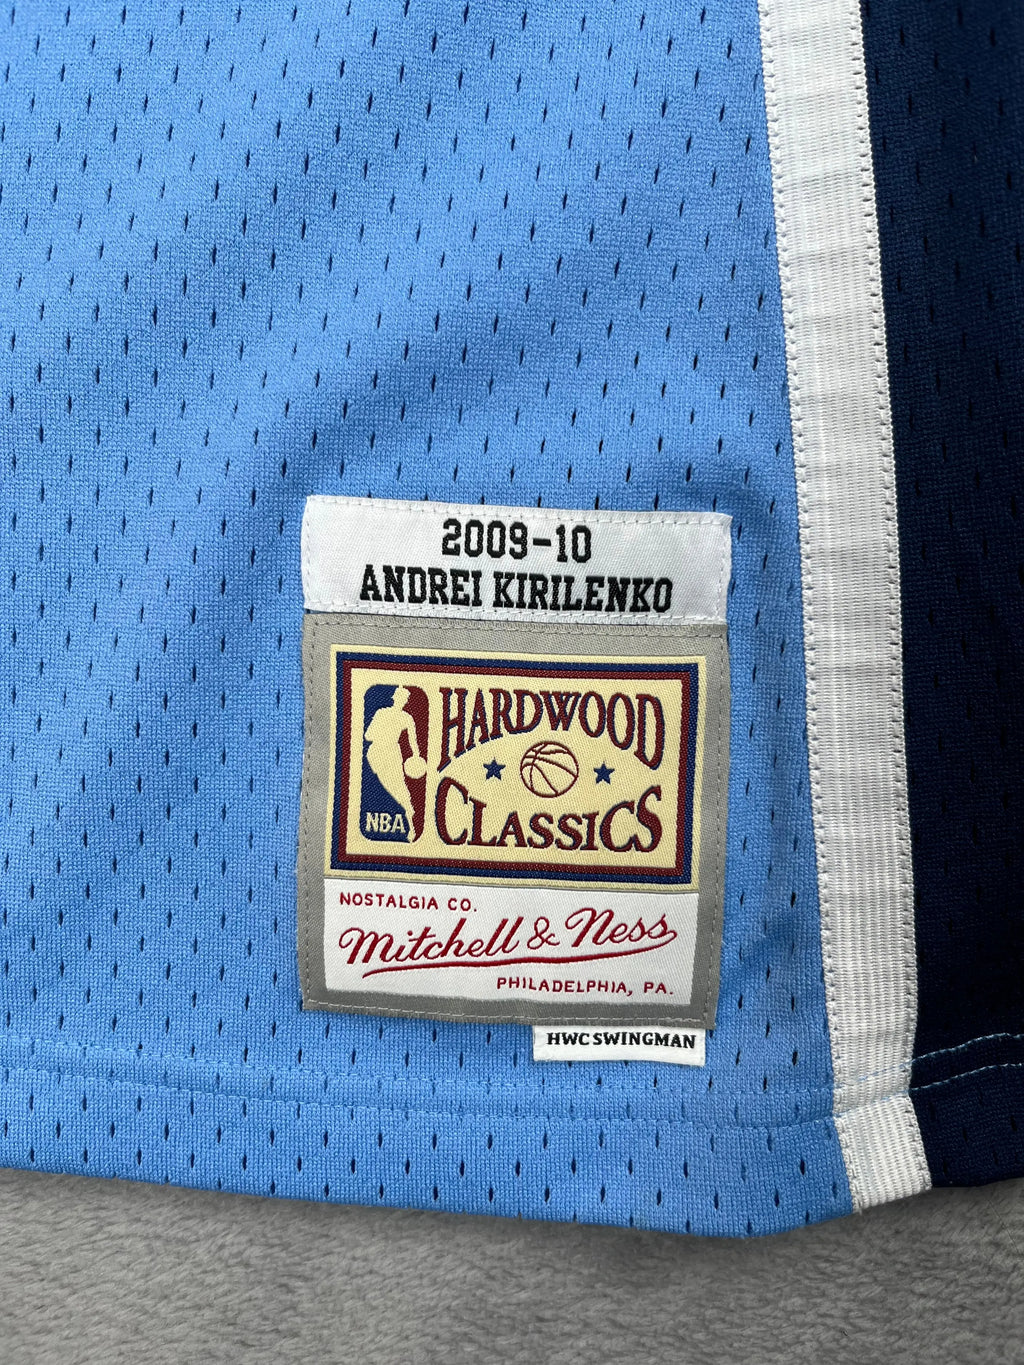 2009-10
ANDREI KIRILENKO
HARDWOOD
CLASSICS
NBA
NOSTALGIA CO.
Mitchell & Ness
PHILADELPHIA, PA.
HWC SWINGMAN